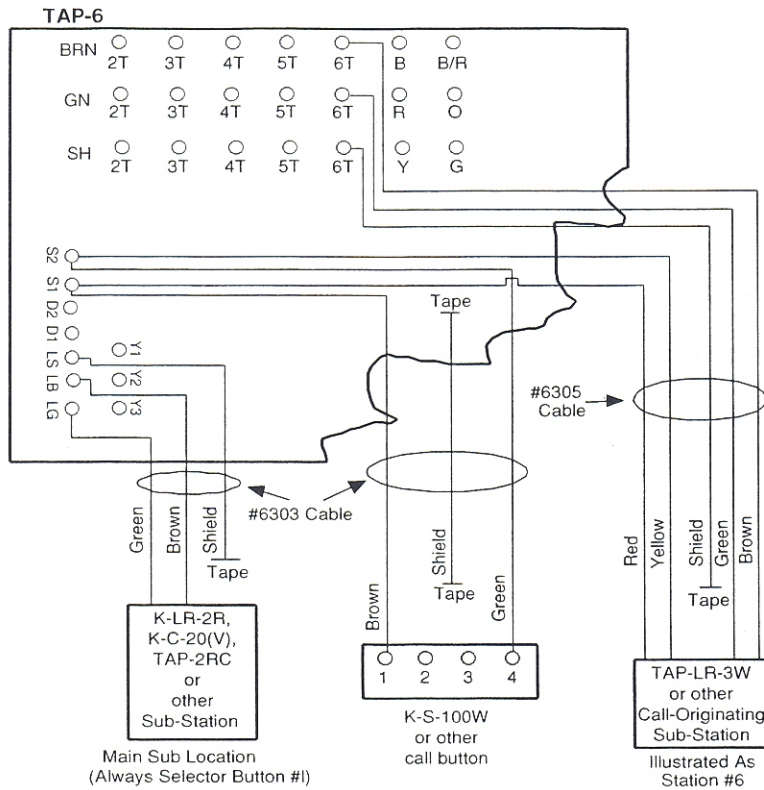 TAP-6
BRN 2T 3T 4T 5T 6T B B/R
GN 2T 3T 4T 5T 6T R O
SH 2T 3T 4T 5T 6T Y G
S2
S1
D2
D1
LS
LB
LG
Y1
Y2
Y3
Tape
#6305
Cable
#6303 Cable
Green
Brown
Shield
Tape
Brown
Shield
Tape
Green
Red
Yellow
Shield
Green
Brown
Tape
K-LR-2R,
K-C-20(V),
TAP-2RC
or
other
Sub-Station
Main Sub Location
(Always Selector Button #I)
1 2 3 4
K-S-100W
or other
call button
TAP-LR-3W
or other
Call-Originating
Sub-Station
Illustrated As
Station #6